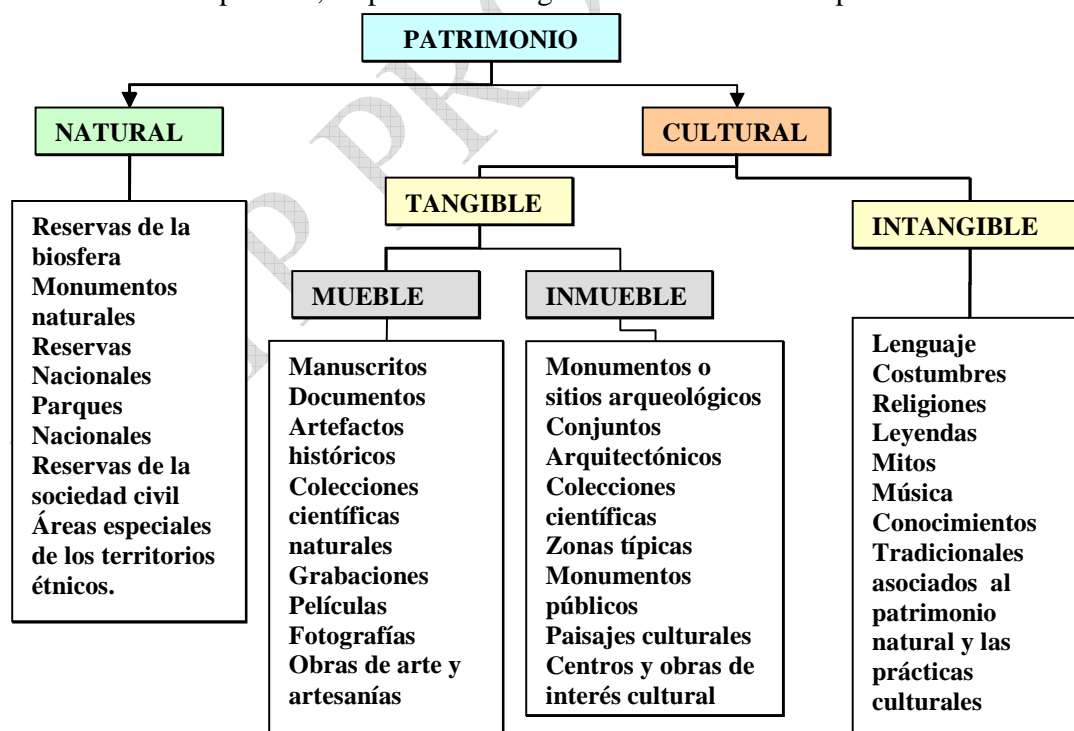 PATRIMONIO
NATURAL
CULTURAL
TANGIBLE
INTANGIBLE
MUEBLE
INMUEBLE
Reservas de la
biosfera
Monumentos
naturales
Reservas
Nacionales
Parques
Nacionales
Reservas de la
sociedad civil
Áreas especiales
de los territorios
étnicos.
Manuscritos
Documentos
Artefactos
históricos
Colecciones
científicas
naturales
Grabaciones
Películas
Fotografías
Obras de arte y
artesanías
Monumentos o
sitios arqueológicos
Conjuntos
Arquitectónicos
Colecciones
científicas
Zonas típicas
Monumentos
públicos
Paisajes culturales
Centros y obras de
interés cultural
Lenguaje
Costumbres
Religiones
Leyendas
Mitos
Música
Conocimientos
Tradicionales
asociados al
patrimonio
natural y las
prácticas
culturales